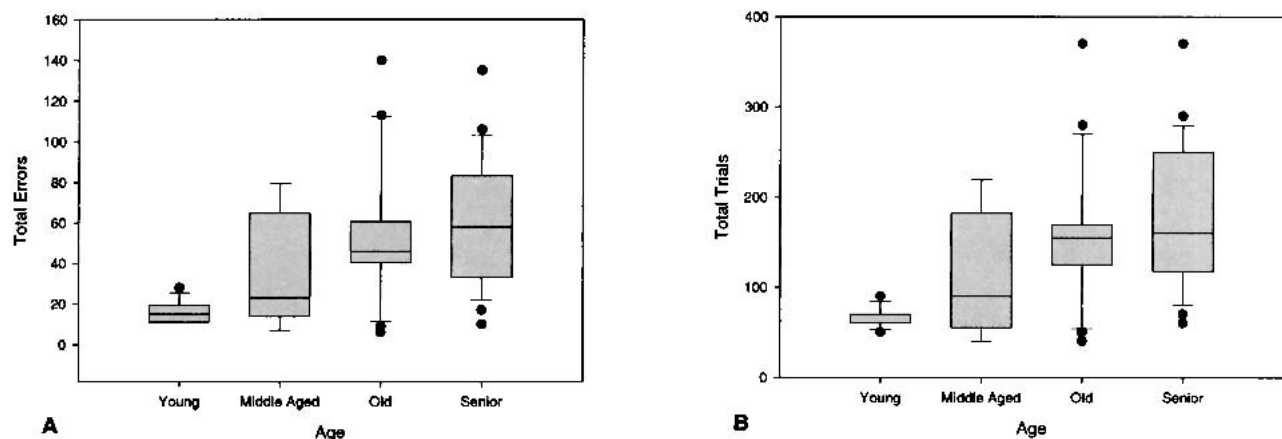 160
140
120
100
80
60
40
20
0
Total Errors
Young Middle Aged Old Senior
Age
A
400
300
200
100
0
Total Trials
Young Middle Aged Old Senior
Age
B